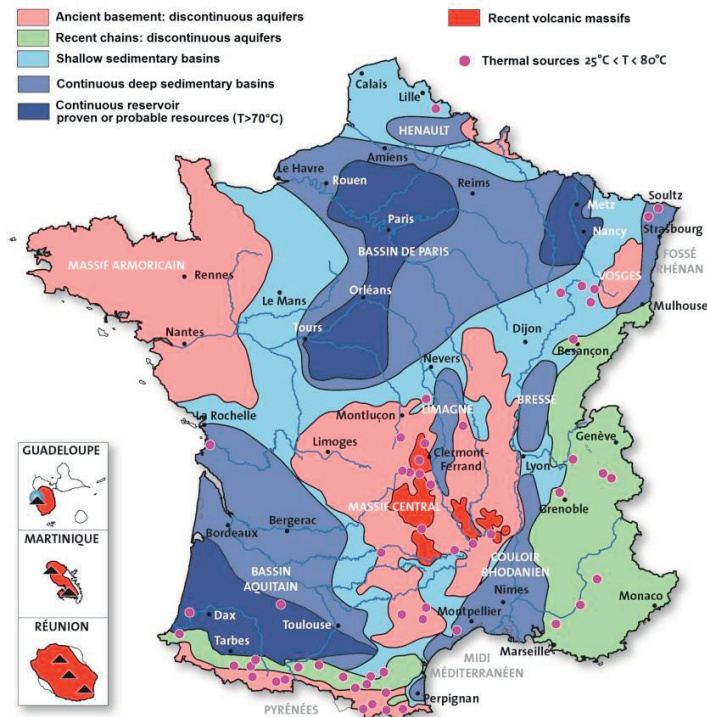 Ancient basement: discontinuous aquifers
Recent chains: discontinuous aquifers
Shallow sedimentary basins
Continuous deep sedimentary basins
Continuous reservoir
proven or probable resources (T>70°C)
Recent volcanic massifs
Thermal sources 25°C < T < 80°C
Calais
Lille
HENAULT
Amiens
Le Havre
Rouen
Reims
Metz
Soultz
Strasbourg
Paris
Nancy
FOSSÉ
RHÉNAN
BASSIN DE PARIS
VOSGES
MASSIF ARMORICAIN
Rennes
Le Mans
Orléans
Mulhouse
Tours
Dijon
Nantes
Besançon
Nevers
BRESSE
LIMAGNE
La Rochelle
Montluçon
Genève
Limoges
Clermont-
Ferrand
Lyon
GUADELOUPE
MASSIF CENTRAL
Grenoble
Bergerac
Bordeaux
MARTINIQUE
COULOIR
RHODANIEN
BASSIN
AQUITAIN
Nimes
Monaco
Dax
Toulouse
Montpellier
RÉUNION
Tarbes
Marseille
MIDI
MÉDITERRANÉEN
Perpignan
PYRÉNÉES